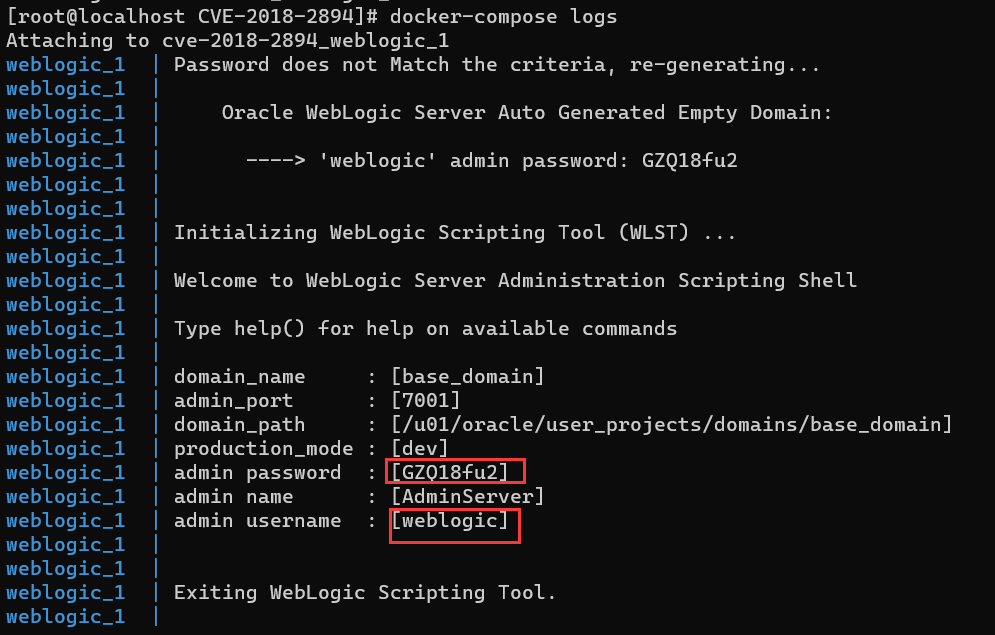 [root@localhost CVE-2018-2894]# docker-compose logs
Attaching to cve-2018-2894_weblogic_1
weblogic_1  | Password does not Match the criteria, re-generating...
weblogic_1  |
weblogic_1  |     Oracle WebLogic Server Auto Generated Empty Domain:
weblogic_1  |
weblogic_1  |       ----> 'weblogic' admin password: GZQ18fu2
weblogic_1  |
weblogic_1  |
weblogic_1  | Initializing WebLogic Scripting Tool (WLST) ...
weblogic_1  |
weblogic_1  | Welcome to WebLogic Server Administration Scripting Shell
weblogic_1  |
weblogic_1  | Type help() for help on available commands
weblogic_1  |
weblogic_1  | domain_name     : [base_domain]
weblogic_1  | admin_port      : [7001]
weblogic_1  | domain_path     : [/u01/oracle/user_projects/domains/base_domain]
weblogic_1  | production_mode : [dev]
weblogic_1  | admin password  : [GZQ18fu2]
weblogic_1  | admin name      : [AdminServer]
weblogic_1  | admin username  : [weblogic]
weblogic_1  |
weblogic_1  |
weblogic_1  | Exiting WebLogic Scripting Tool.
weblogic_1  |